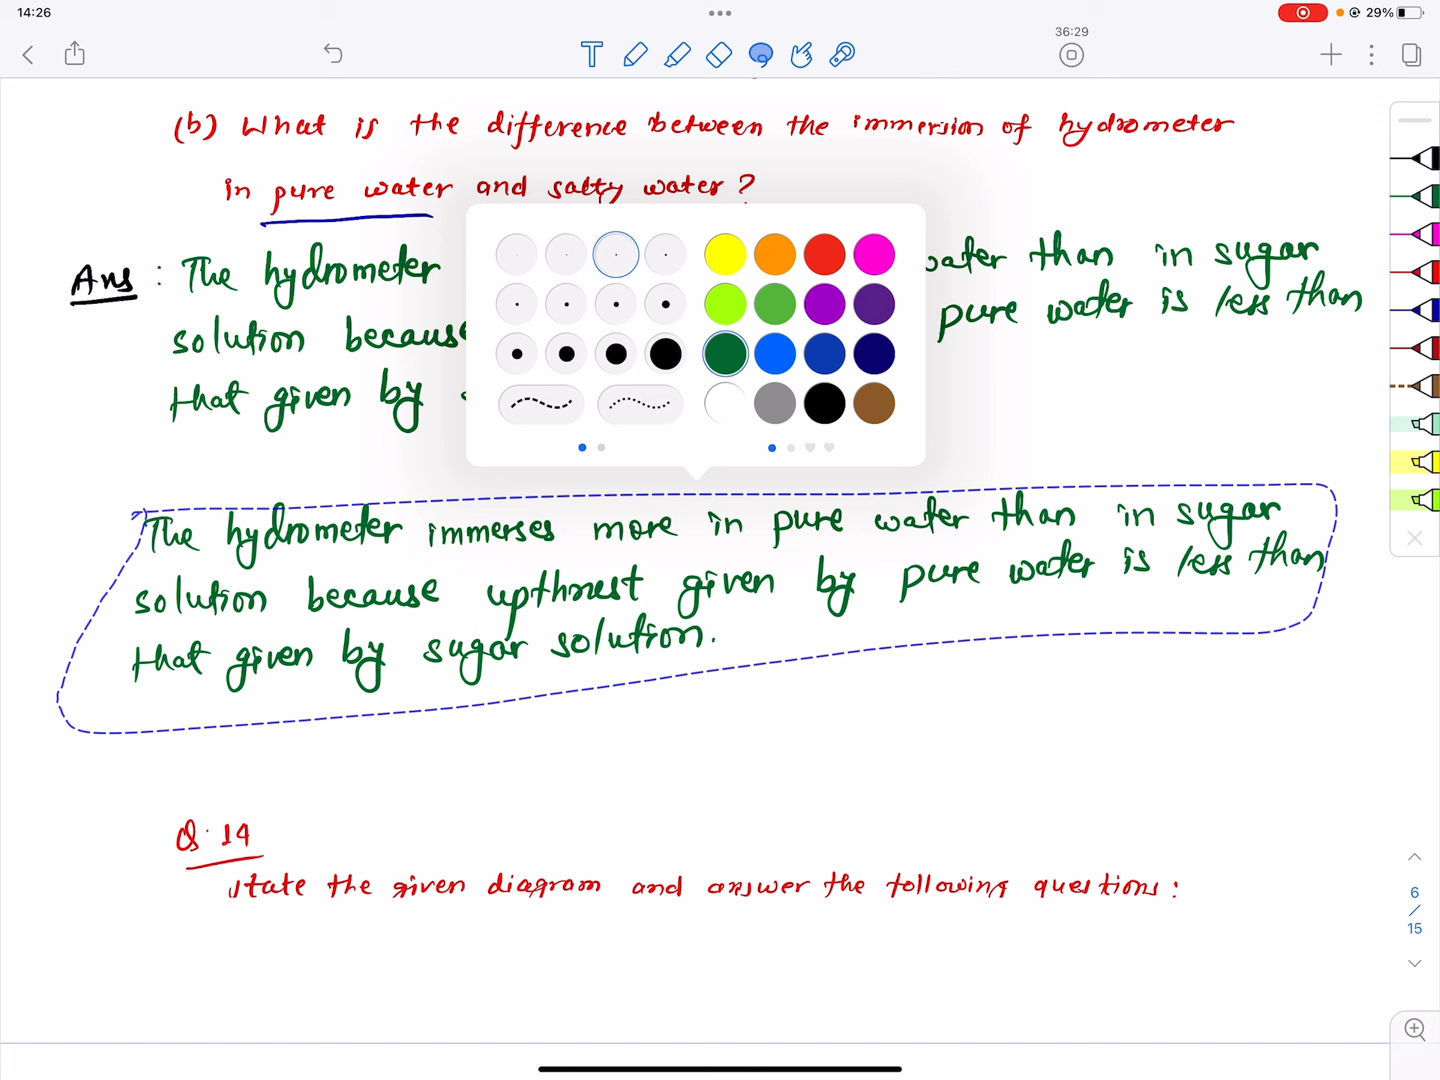 14:26
29%
36:29
(b) What is the difference between the immersion of hydrometer
in pure water and salty water ?
Ans : The hydrometer water than in sugar
solution because pure water is less than
that given by
The hydrometer immerses more in pure water than in sugar
solution because upthrust given by pure water is less than
that given by sugar solution.
Q. 14
state the given diagram and answer the following questions :
6
/
15